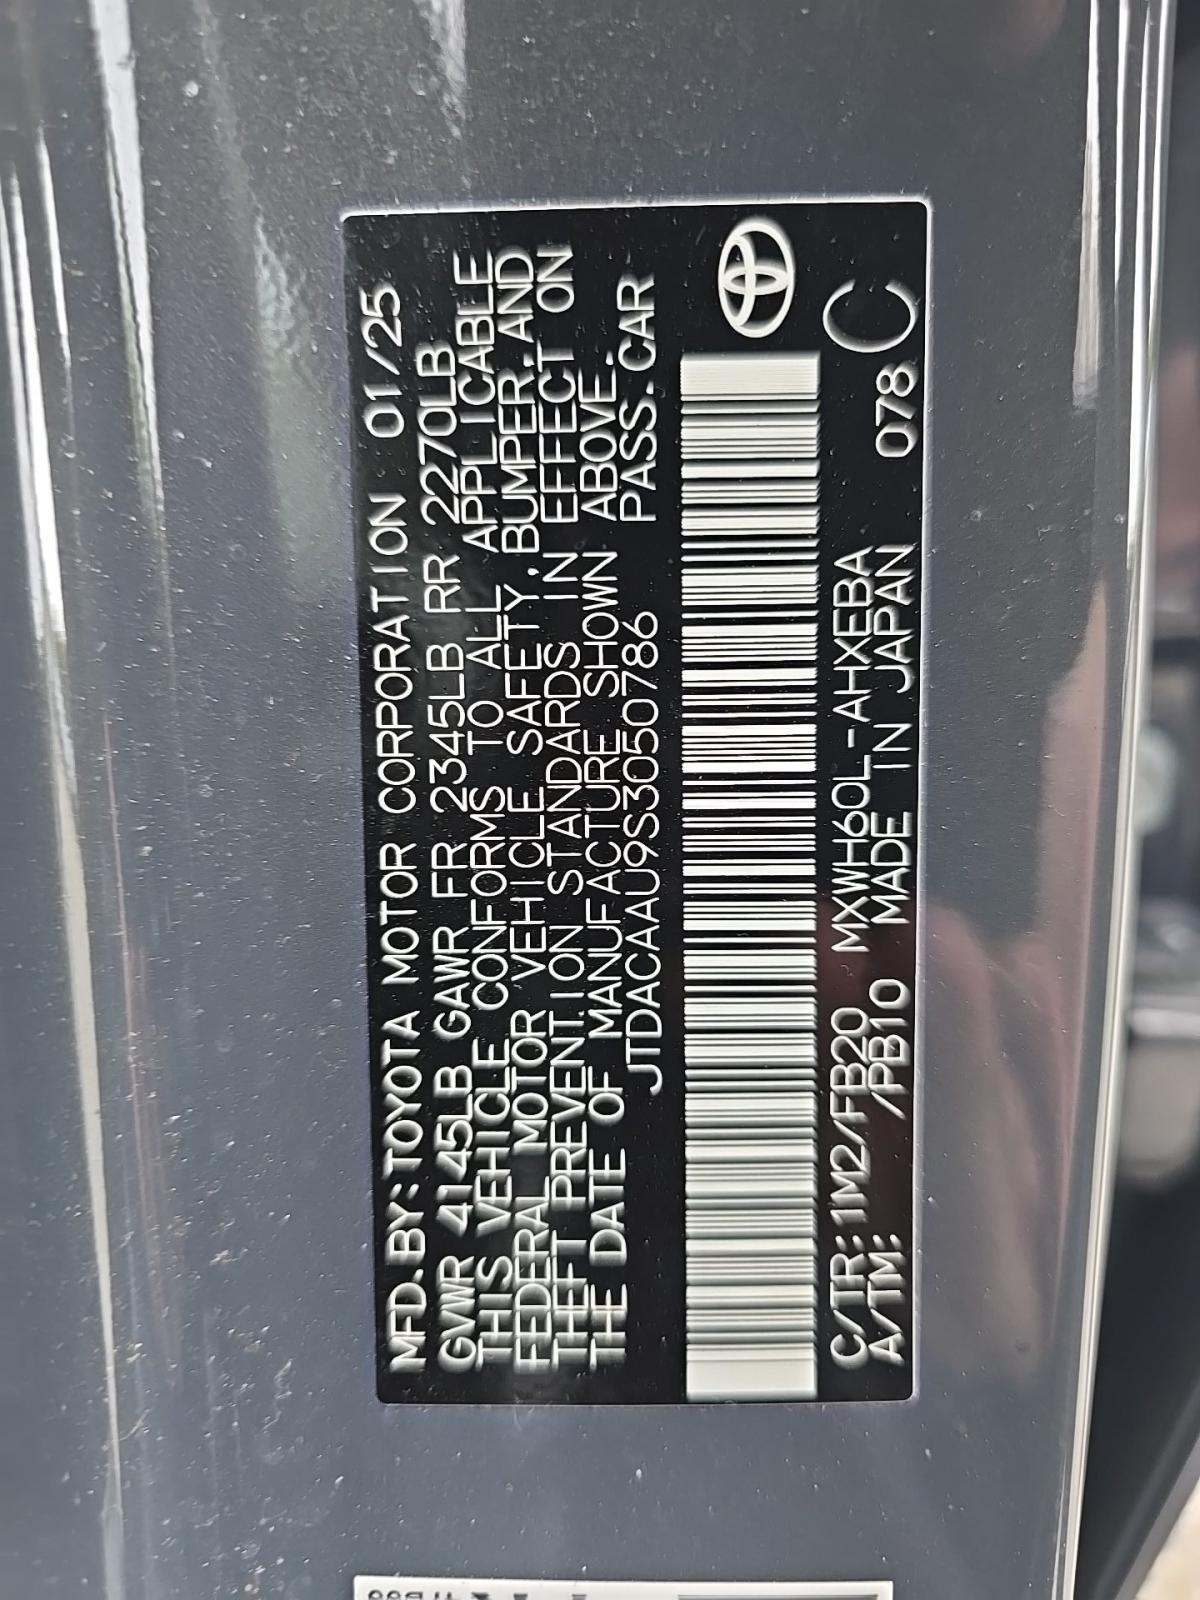 MFD.BY:TOYOTA MOTOR CORPORATION 01/25
GVWR 4145LB GAWR FR 2345LB RR 2270LB
THIS VEHICLE CONFORMS TO ALL APPLICABLE
FEDERAL MOTOR VEHICLE SAFETY,BUMPER,AND
THEFT PREVENTION STANDARDS IN EFFECT ON
THE DATE OF MANUFACTURE SHOWN ABOVE.
JTDACAAU9S3050786 PASS.CAR
C/TR:1M2/FB20 MXWH60L-AHXEBA 078 C
A/TM: /PB10 MADE IN JAPAN